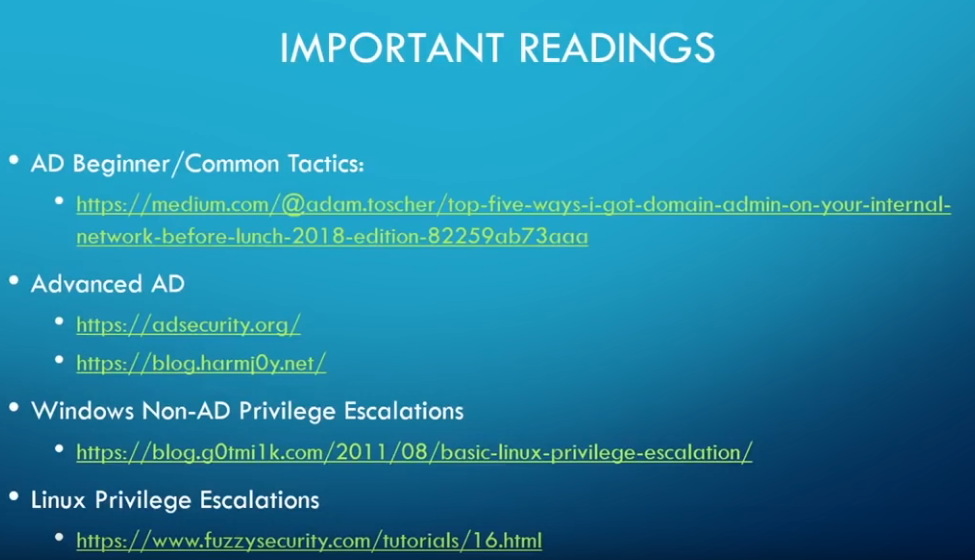 IMPORTANT READINGS
• AD Beginner/Common Tactics:
• https://medium.com/@adam.toscher/top-five-ways-i-got-domain-admin-on-your-internal-
network-before-lunch-2018-edition-82259ab73aaa
• Advanced AD
• https://adsecurity.org/
• https://blog.harmj0y.net/
• Windows Non-AD Privilege Escalations
• https://blog.g0tmi1k.com/2011/08/basic-linux-privilege-escalation/
• Linux Privilege Escalations
• https://www.fuzzysecurity.com/tutorials/16.html